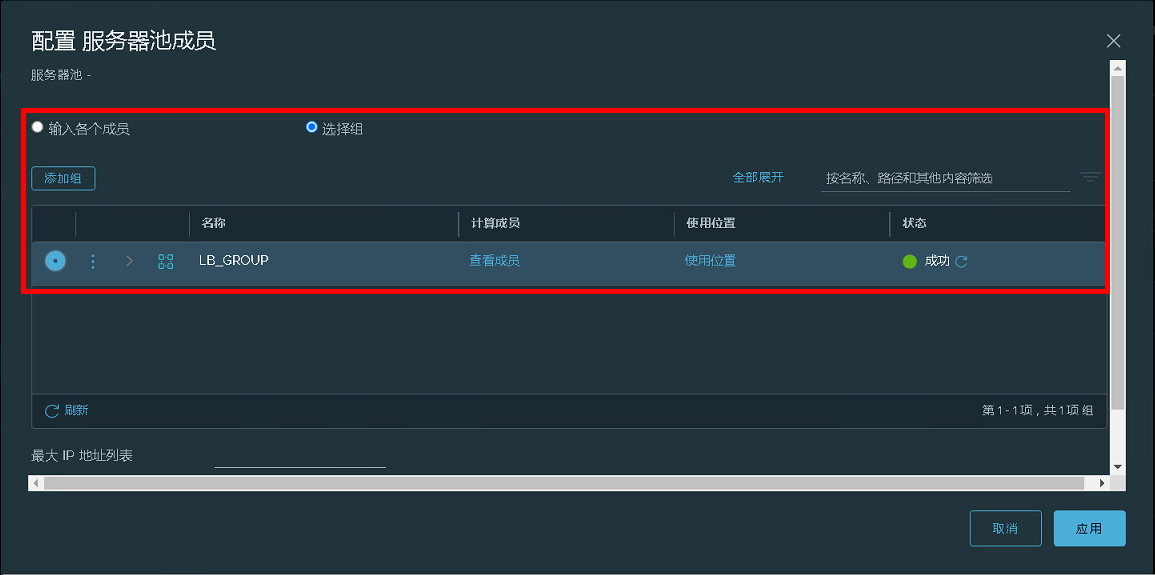 配置 服务器池成员
服务器池 -
输入各个成员 选择组
添加组 全部展开 按名称、路径和其他内容筛选
名称 计算成员 使用位置 状态
LB_GROUP 查看成员 使用位置 成功
刷新 第 1 - 1 项 , 共 1 项 组
最大 IP 地址列表
取消 应用